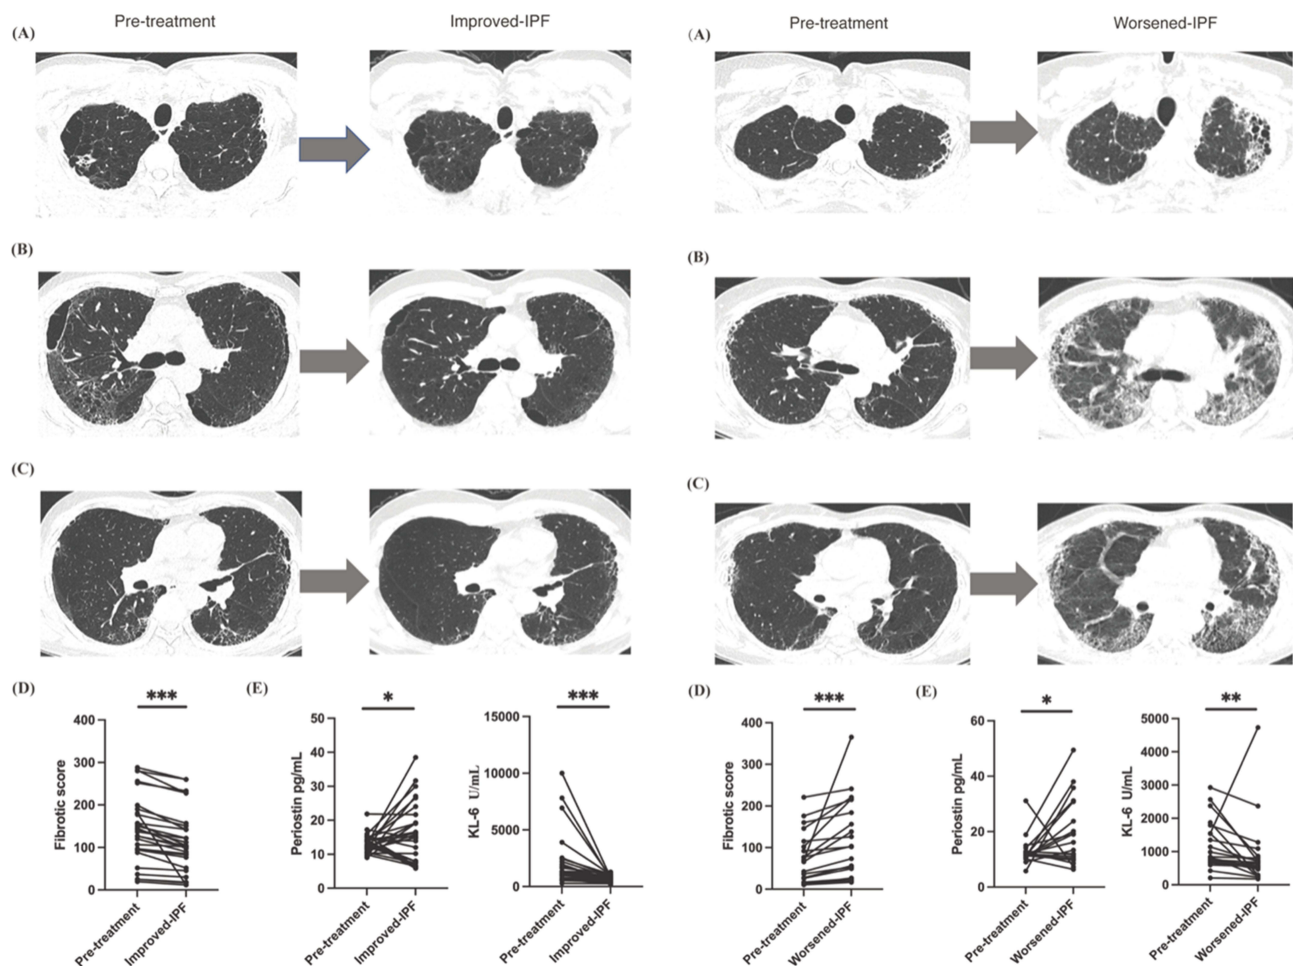 Pre-treatment
Improved-IPF
Pre-treatment
Worsened-IPF
(A)
(A)
(B)
(B)
(C)
(C)
(D)
(E)
(D)
(E)
***
*
***
***
*
**
Fibrotic score
400
300
200
100
0
Pre-treatment
Improved-IPF
Periostin pg/mL
50
40
30
20
10
0
Pre-treatment
Improved-IPF
KL-6 U/mL
15000
10000
5000
0
Pre-treatment
Improved-IPF
Fibrotic score
400
300
200
100
0
Pre-treatment
Worsened-IPF
Periostin pg/mL
60
40
20
0
Pre-treatment
Worsened-IPF
KL-6 U/mL
5000
4000
3000
2000
1000
0
Pre-treatment
Worsened-IPF